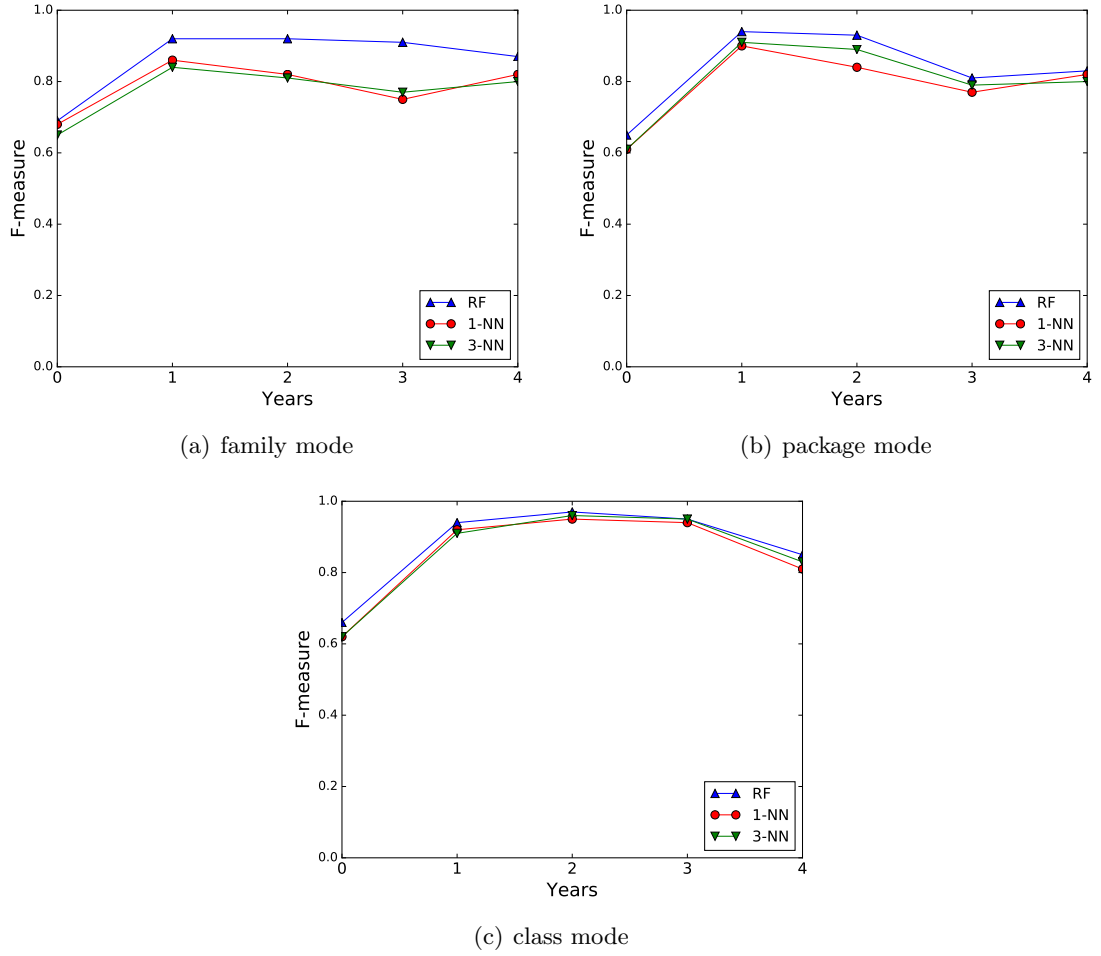 1.0
0.8
0.6
0.4
0.2
0.0
F-measure
0 1 2 3 4
Years
RF
1-NN
3-NN
(a) family mode
1.0
0.8
0.6
0.4
0.2
0.0
F-measure
0 1 2 3 4
Years
RF
1-NN
3-NN
(b) package mode
1.0
0.8
0.6
0.4
0.2
0.0
F-measure
0 1 2 3 4
Years
RF
1-NN
3-NN
(c) class mode